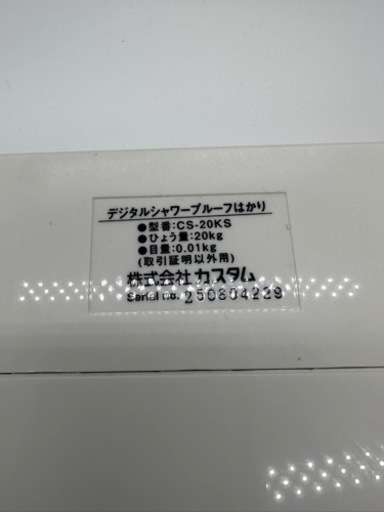 デジタルシャワープルーフはかり
●型番:CS-20KS
●ひょう量:20kg
●目量:0.01kg
(取引証明以外用)
株式会社 カスタム
Serial no. 250804229